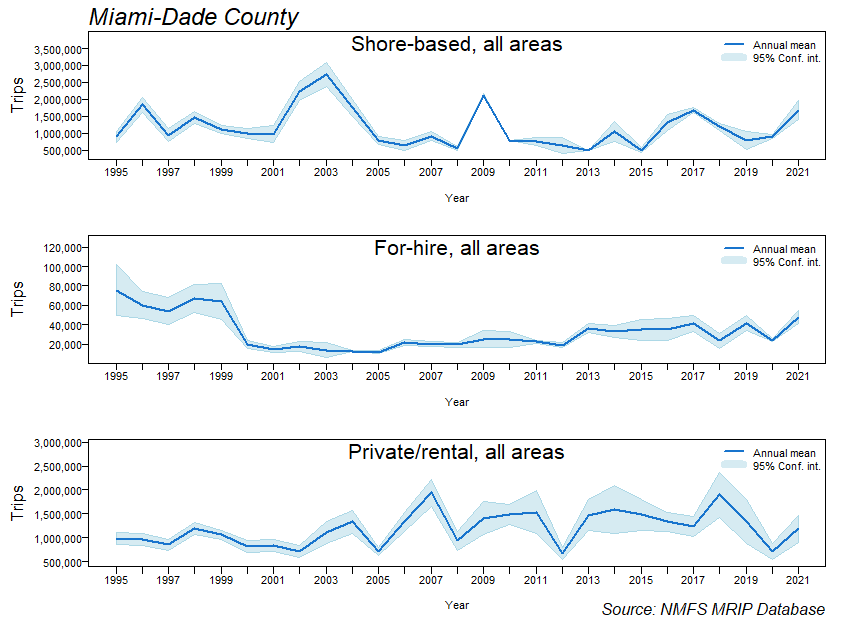 Miami-Dade County
Shore-based, all areas
Annual mean
95% Conf. int.
Trips
3,500,000
3,000,000
2,500,000
2,000,000
1,500,000
1,000,000
500,000
1995 1997 1999 2001 2003 2005 2007 2009 2011 2013 2015 2017 2019 2021
Year
For-hire, all areas
Annual mean
95% Conf. int.
Trips
120,000
100,000
80,000
60,000
40,000
20,000
1995 1997 1999 2001 2003 2005 2007 2009 2011 2013 2015 2017 2019 2021
Year
Private/rental, all areas
Annual mean
95% Conf. int.
Trips
3,000,000
2,500,000
2,000,000
1,500,000
1,000,000
500,000
1995 1997 1999 2001 2003 2005 2007 2009 2011 2013 2015 2017 2019 2021
Year
Source: NMFS MRIP Database